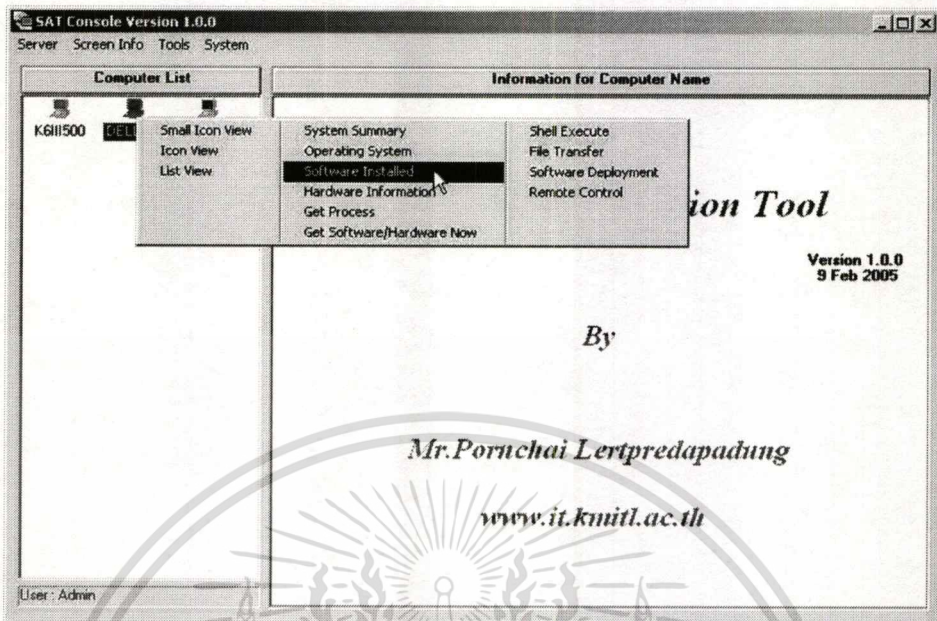 SAT Console Version 1.0.0
Server Screen Info Tools System
Computer List
Information for Computer Name
K6III500
Small Icon View
Icon View
List View
System Summary
Operating System
Software Installed
Hardware Information
Get Process
Get Software/Hardware Now
Shell Execute
File Transfer
Software Deployment
Remote Control
ion Tool
Version 1.0.0
9 Feb 2005
By
Mr.Pornchai Lertpredapadung
www.it.kmitl.ac.th
User : Admin